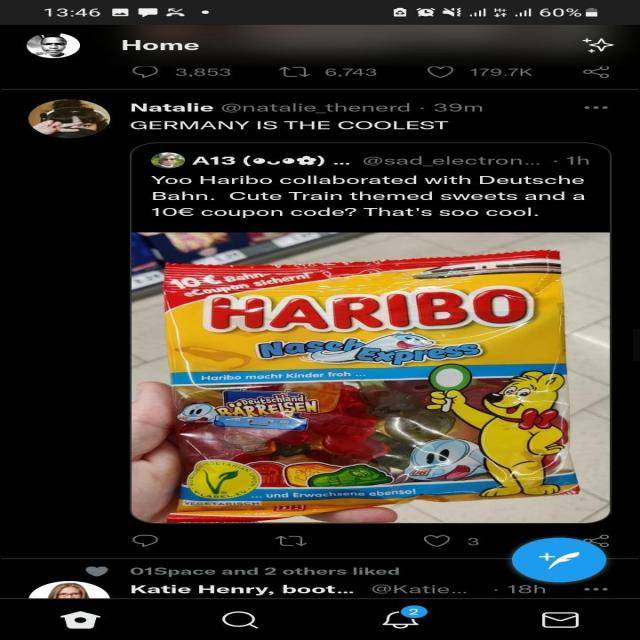 13:46
60%
Home
3,853 6,743 179.7K
Natalie @natalie_thenerd · 39m
GERMANY IS THE COOLEST
A13 (◕ᴗ◕✿) ... @sad_electron... · 1h
Yoo Haribo collaborated with Deutsche
Bahn. Cute Train themed sweets and a
10€ coupon code? That's soo cool.
10€ Bahn-
eCoupon sichern!
HARIBO
Nasch Express
Haribo macht Kinder froh ...
Deutschland
BÄRREISEN
V
VEGETARISCH
... und Erwachsene ebenso!
DB
3
01Space and 2 others liked
Katie Henry, boot... @Katie... · 18h
2